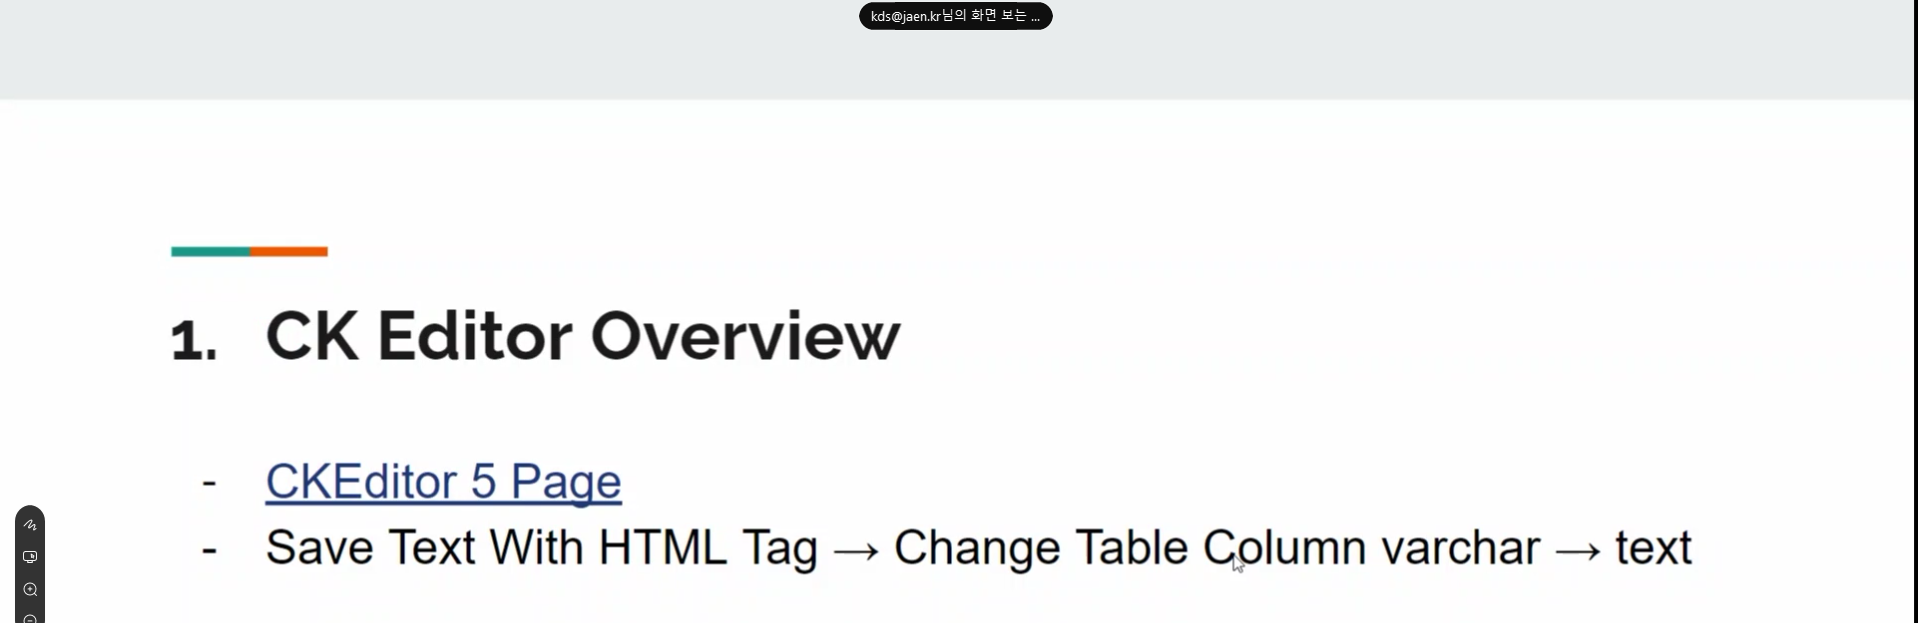 kds@jaen.kr님의 화면 보는 ...
1. CK Editor Overview
- CKEditor 5 Page
- Save Text With HTML Tag → Change Table Column varchar → text